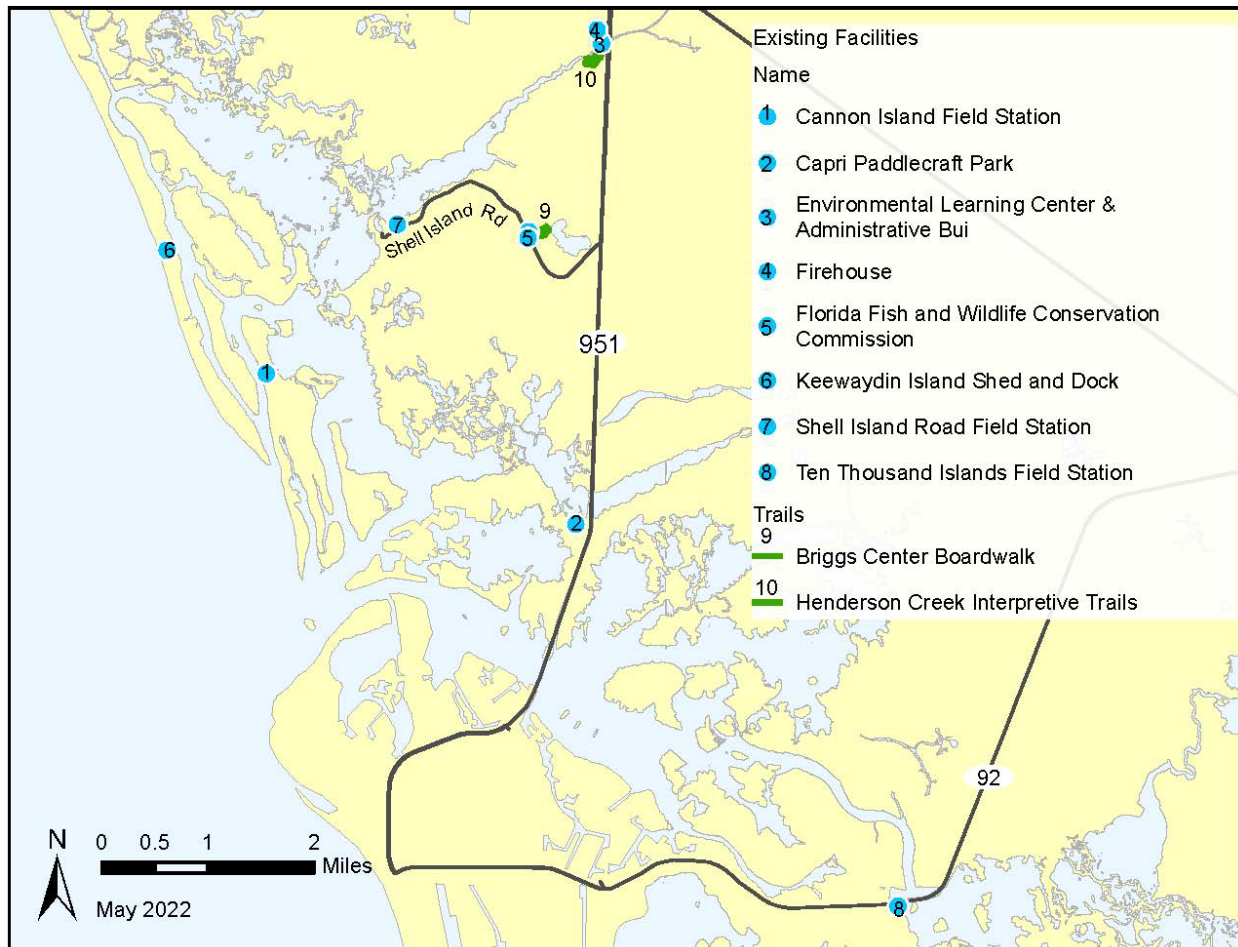 4
3
10
Existing Facilities
Name
1 Cannon Island Field Station
2 Capri Paddlecraft Park
3 Environmental Learning Center &
Administrative Bui
4 Firehouse
5 Florida Fish and Wildlife Conservation
Commission
6 Keewaydin Island Shed and Dock
7 Shell Island Road Field Station
8 Ten Thousand Islands Field Station
Trails
9
Briggs Center Boardwalk
10
Henderson Creek Interpretive Trails
7
Shell Island Rd
9
5
6
951
1
2
92
N
0 0.5 1 2
Miles
May 2022
8